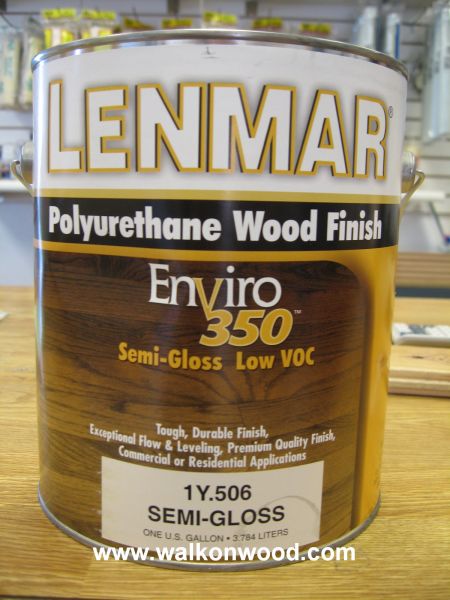 LENMAR®
Polyurethane Wood Finish
Enviro
350™
Semi-Gloss Low VOC
Tough, Durable Finish,
Exceptional Flow & Leveling, Premium Quality Finish,
Commercial or Residential Applications
1Y.506
SEMI-GLOSS
ONE U.S. GALLON • 3.784 LITERS
www.walkonwood.com